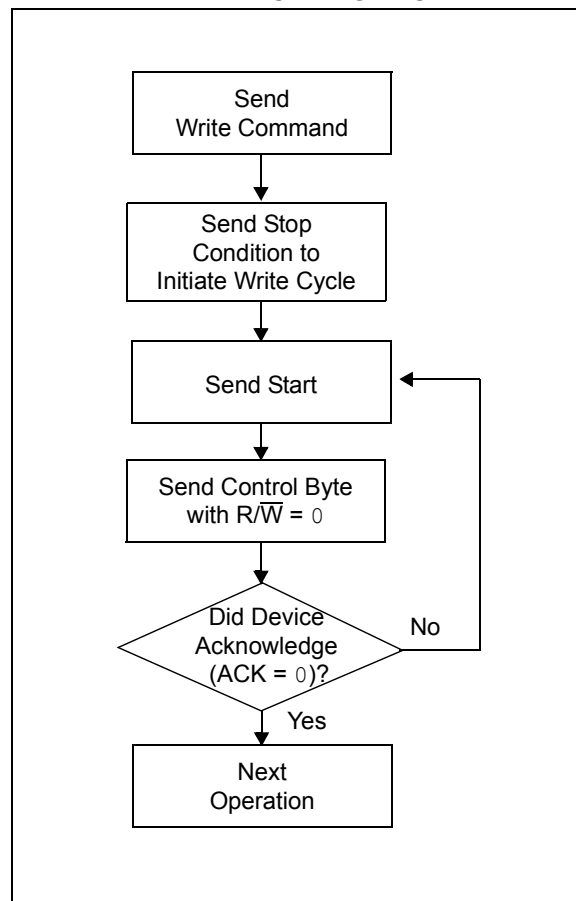 Send
Write Command
Send Stop
Condition to
Initiate Write Cycle
Send Start
Send Control Byte
with R/W̅ = 0
Did Device
Acknowledge
(ACK = 0)?
No
Yes
Next
Operation